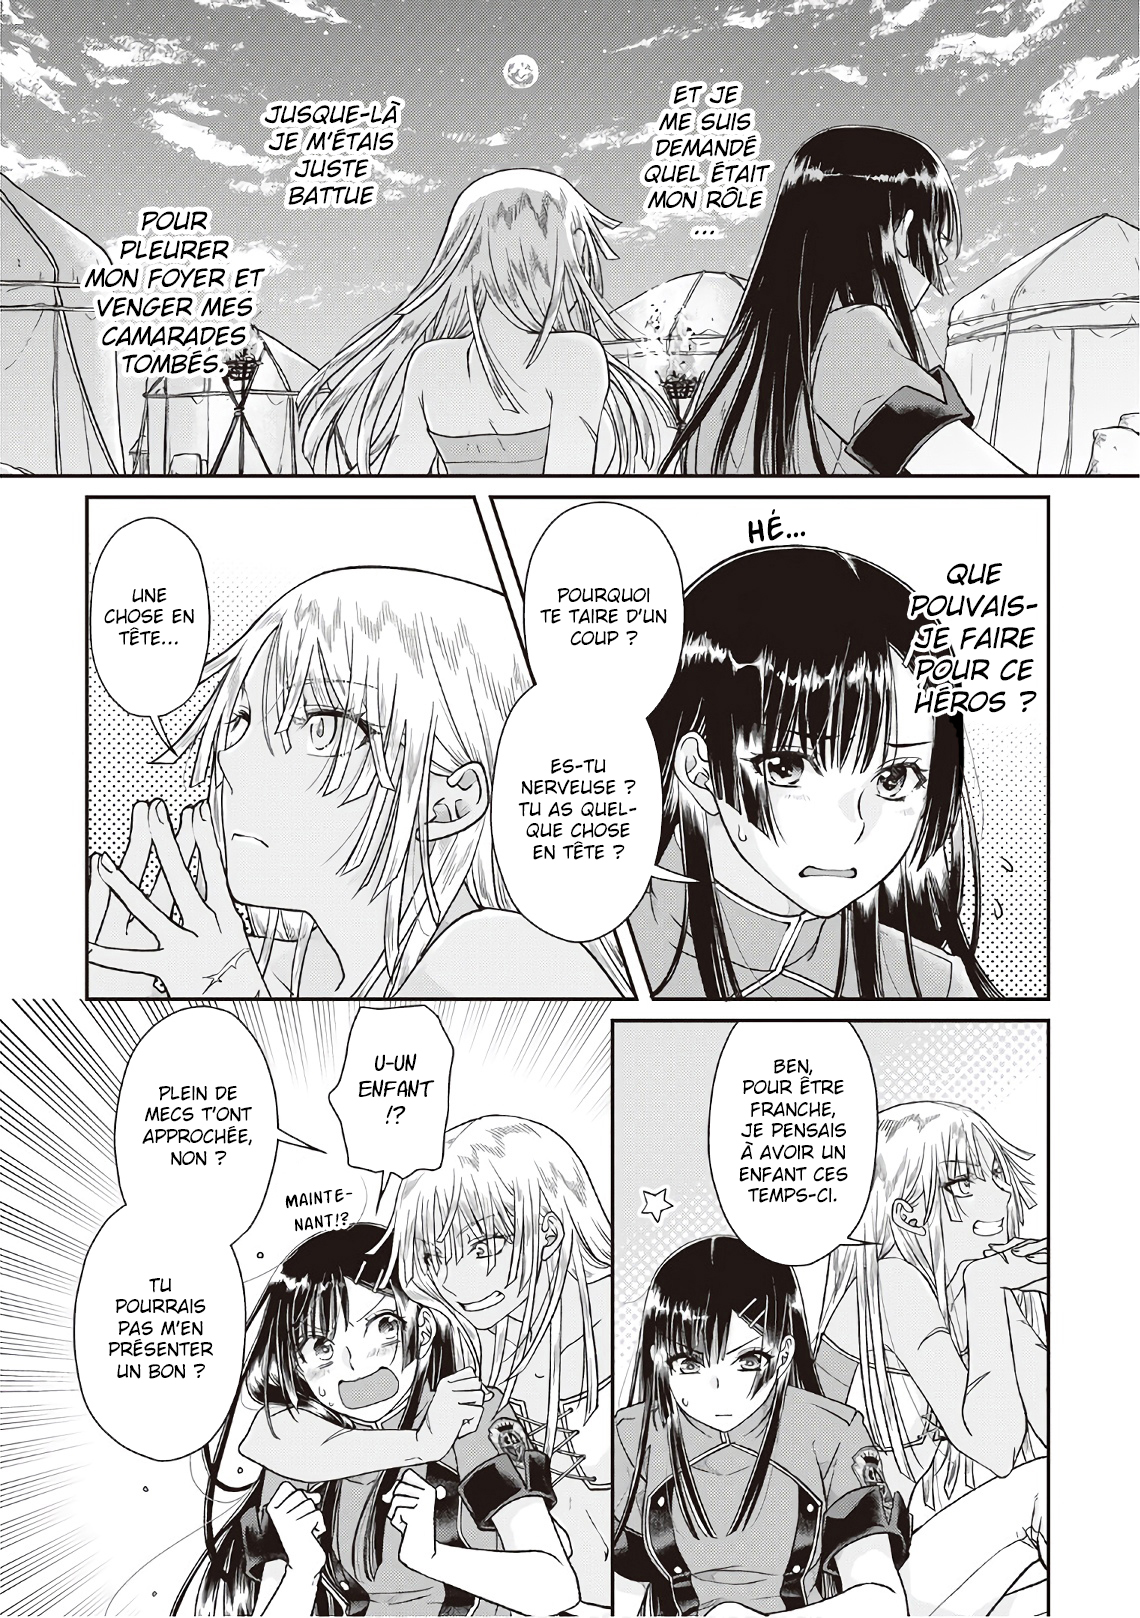 ET JE
ME SUIS
DEMANDÉ
QUEL ÉTAIT
MON RÔLE
...
JUSQUE-LÀ
JE M'ÉTAIS
JUSTE
BATTUE
POUR
PLEURER
MON FOYER ET
VENGER MES
CAMARADES
TOMBÉS.
QUE
POUVAIS-
JE FAIRE
POUR CE
HÉROS ?
HÉ...
POURQUOI
TE TAIRE D'UN
COUP ?
ES-TU
NERVEUSE ?
TU AS QUEL-
QUE CHOSE
EN TÊTE ?
UNE
CHOSE EN
TÊTE...
BEN,
POUR ÊTRE
FRANCHE,
JE PENSAIS
À AVOIR UN
ENFANT CES
TEMPS-CI.
U-UN
ENFANT
!?
MAINTE-
NANT!?
PLEIN DE
MECS T'ONT
APPROCHÉE,
NON ?
TU
POURRAIS
PAS M'EN
PRÉSENTER
UN BON ?